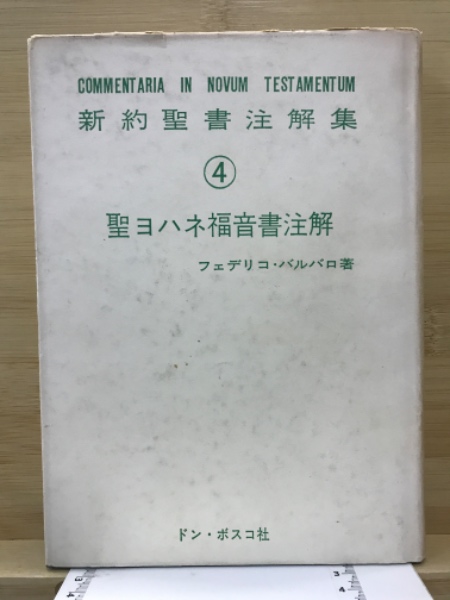 COMMENTARIA IN NOVUM TESTAMENTUM
新約聖書注解集
④
聖ヨハネ福音書注解
フェデリコ・バルバロ著
ドン・ボスコ社